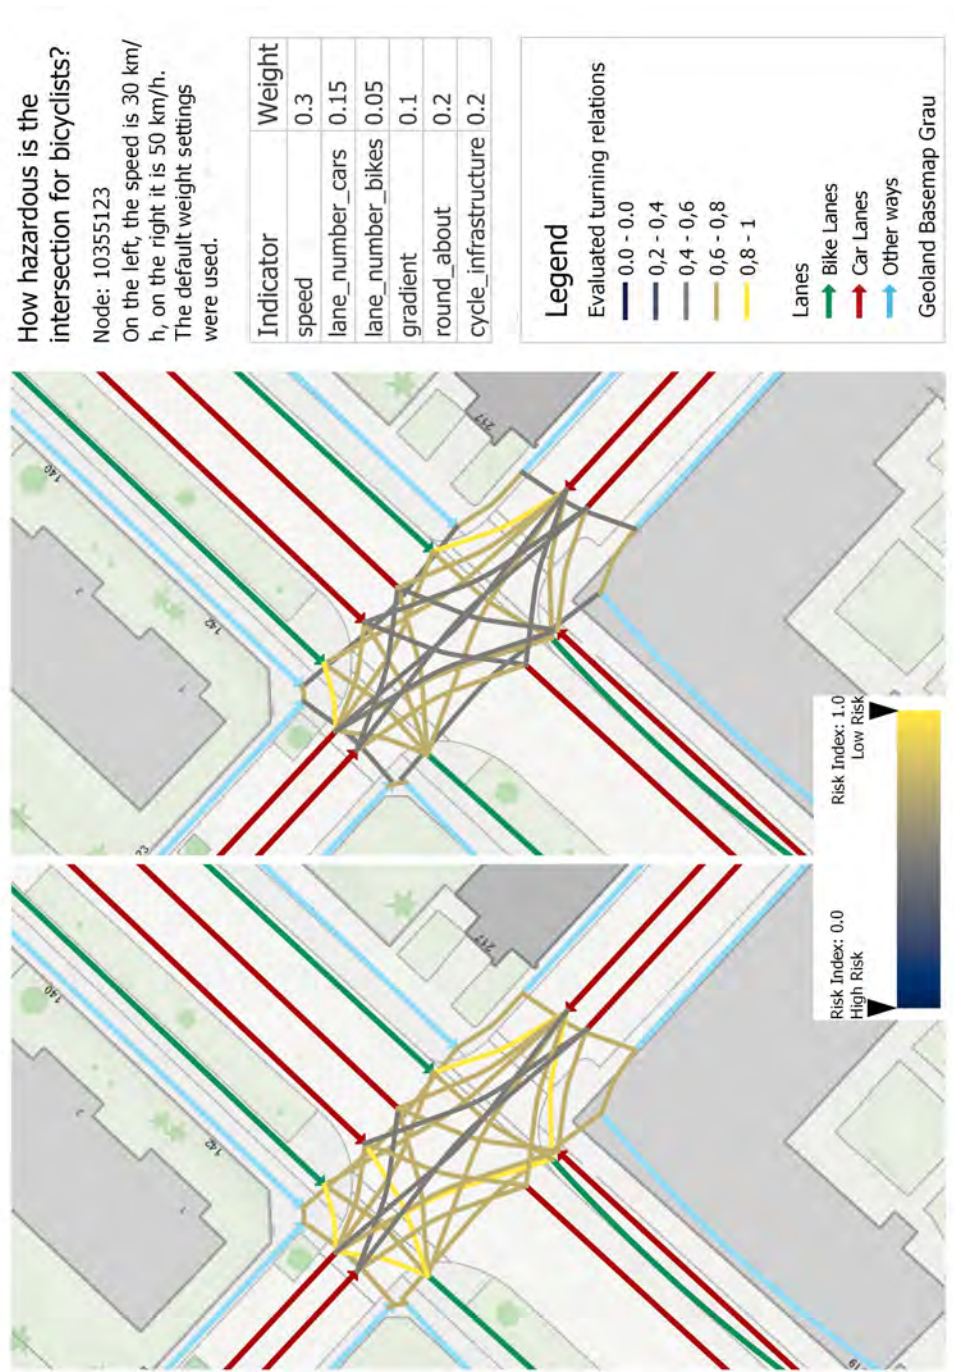 How hazardous is the
intersection for bicyclists?
Node: 10355123
On the left, the speed is 30 km/
h, on the right it is 50 km/h.
The default weight settings
were used.
Indicator Weight
speed 0.3
lane_number_cars 0.15
lane_number_bikes 0.05
gradient 0.1
round_about 0.2
cycle_infrastructure 0.2
Legend
Evaluated turning relations
0.0 - 0.0
0,2 - 0,4
0,4 - 0,6
0,6 - 0,8
0,8 - 1
Lanes
Bike Lanes
Car Lanes
Other ways
Geoland Basemap Grau
140
142
217
23
140
142
217
19
Risk Index: 0.0
High Risk
Risk Index: 1.0
Low Risk